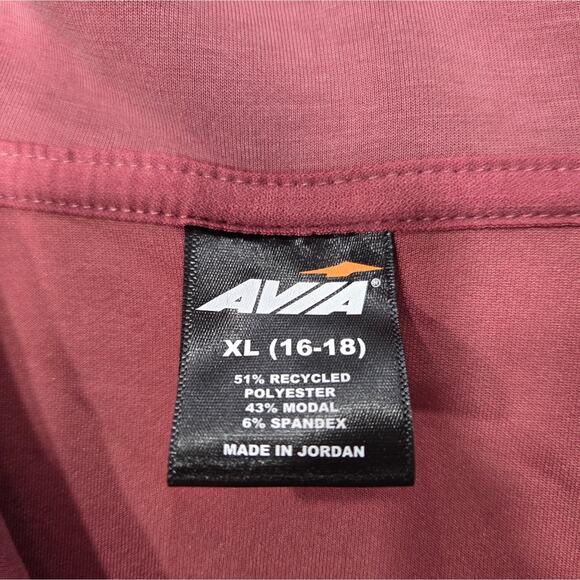 AVIA®
XL (16-18)
51% RECYCLED
POLYESTER
43% MODAL
6% SPANDEX
MADE IN JORDAN